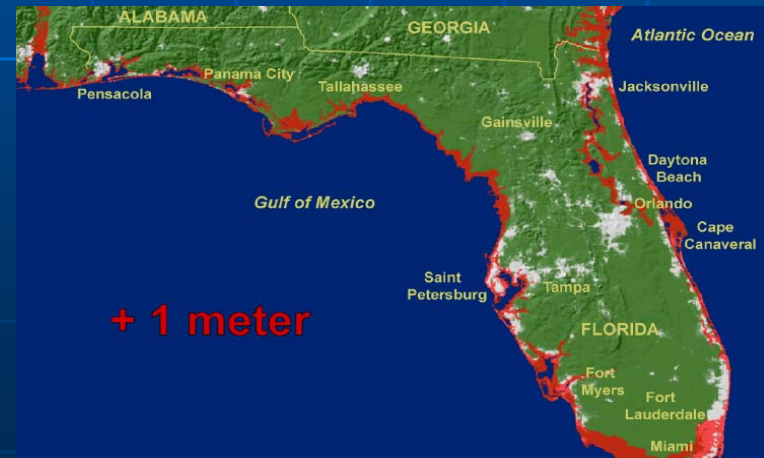 ALABAMA
GEORGIA
Atlantic Ocean
Pensacola
Panama City
Tallahassee
Jacksonville
Gainsville
Daytona
Beach
Gulf of Mexico
Orlando
Cape
Canaveral
Saint
Petersburg
Tampa
+ 1 meter
FLORIDA
Fort
Myers
Fort
Lauderdale
Miami